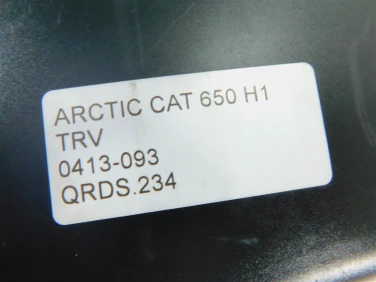 ARCTIC CAT 650 H1
TRV
0413-093
QRDS.234